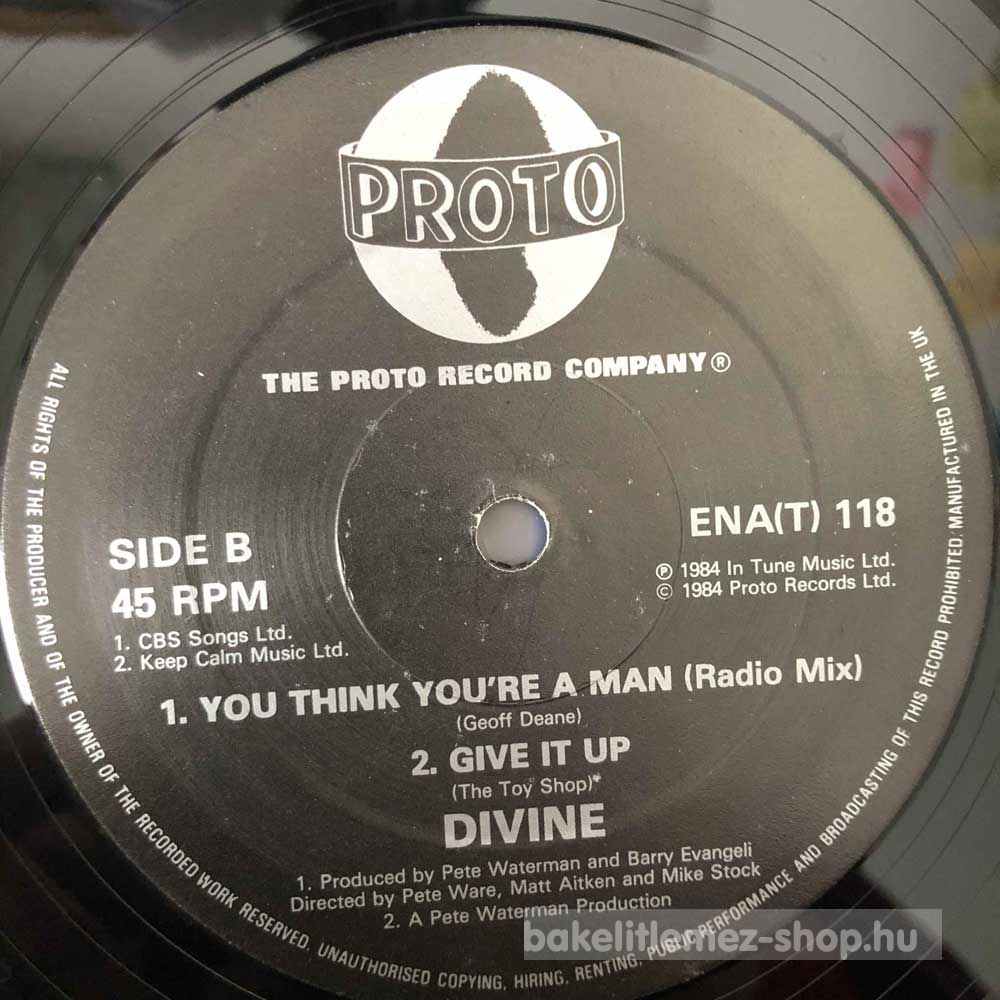 PROTO
THE PROTO RECORD COMPANY®
SIDE B
45 RPM
1. CBS Songs Ltd.
2. Keep Calm Music Ltd.
ENA(T) 118
℗ 1984 In Tune Music Ltd.
© 1984 Proto Records Ltd.
1. YOU THINK YOU'RE A MAN (Radio Mix)
(Geoff Deane)
2. GIVE IT UP
(The Toy Shop)*
DIVINE
1. Produced by Pete Waterman and Barry Evangeli
Directed by Pete Ware, Matt Aitken and Mike Stock
2. A Pete Waterman Production
ALL RIGHTS OF THE PRODUCER AND OF THE OWNER OF THE RECORDED WORK RESERVED. UNAUTHORISED COPYING, HIRING, RENTING, PUBLIC PERFORMANCE AND BROADCASTING OF THIS RECORD PROHIBITED. MANUFACTURED IN THE UK
bakelitlemez-shop.hu